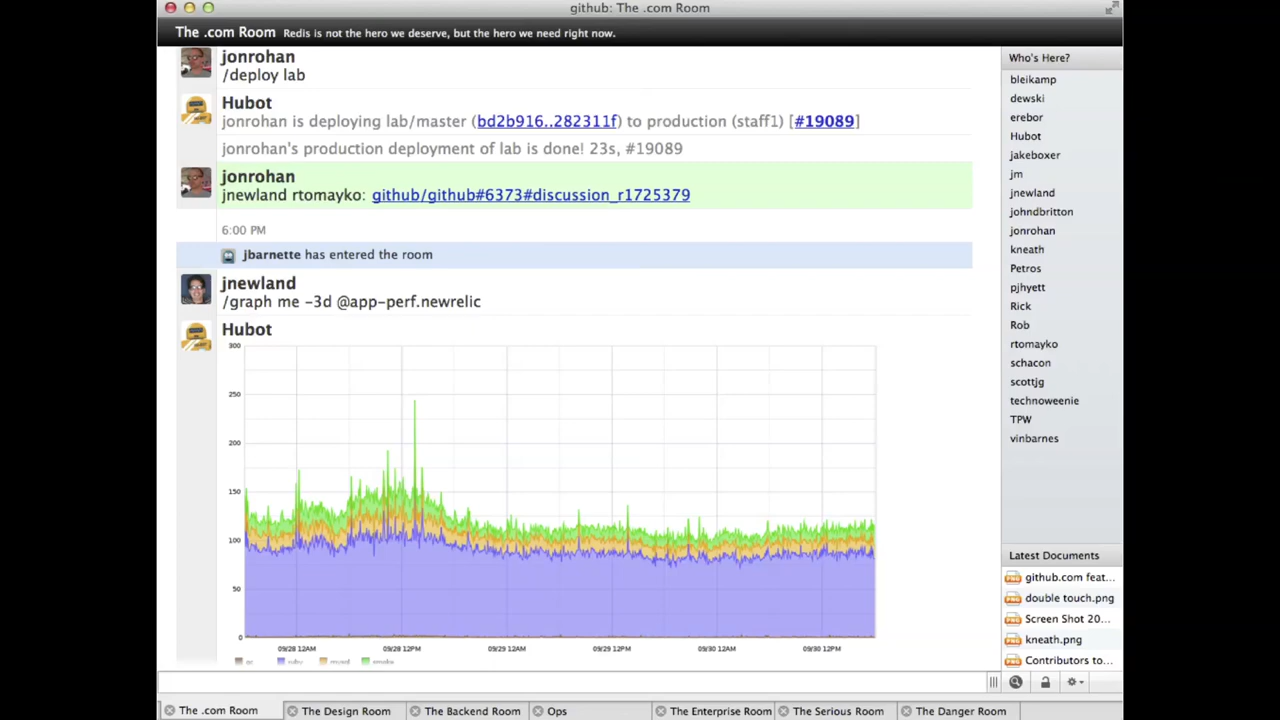 github: The .com Room
The .com Room Redis is not the hero we deserve, but the hero we need right now.
jonrohan
/deploy lab
Hubot
jonrohan is deploying lab/master (bd2b916..282311f) to production (staff1) [#19089]
jonrohan's production deployment of lab is done! 23s, #19089
jonrohan
jnewland rtomayko: github/github#6373#discussion_r1725379
6:00 PM
jbarnette has entered the room
jnewland
/graph me -3d @app-perf.newrelic
Hubot
300
250
200
150
100
50
0
09/28 12AM 09/28 12PM 09/29 12AM 09/29 12PM 09/30 12AM 09/30 12PM
Who's Here?
bleikamp
dewski
erebor
Hubot
jakeboxer
jm
jnewland
johndbritton
jonrohan
kneath
Petros
pjhyett
Rick
Rob
rtomayko
schacon
scottjg
technoweenie
TPW
vinbarnes
Latest Documents
github.com feat...
double touch.png
Screen Shot 20...
kneath.png
Contributors to...
The .com Room The Design Room The Backend Room Ops The Enterprise Room The Serious Room The Danger Room